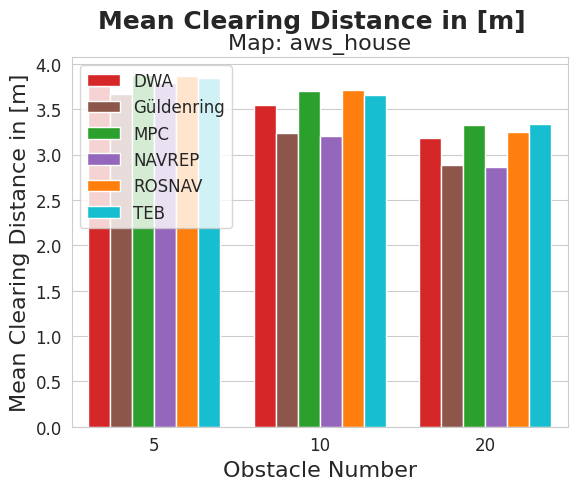 Mean Clearing Distance in [m]
Map: aws_house
Mean Clearing Distance in [m]
4.0
3.5
3.0
2.5
2.0
1.5
1.0
0.5
0.0
DWA
Güldenring
MPC
NAVREP
ROSNAV
TEB
5
10
20
Obstacle Number